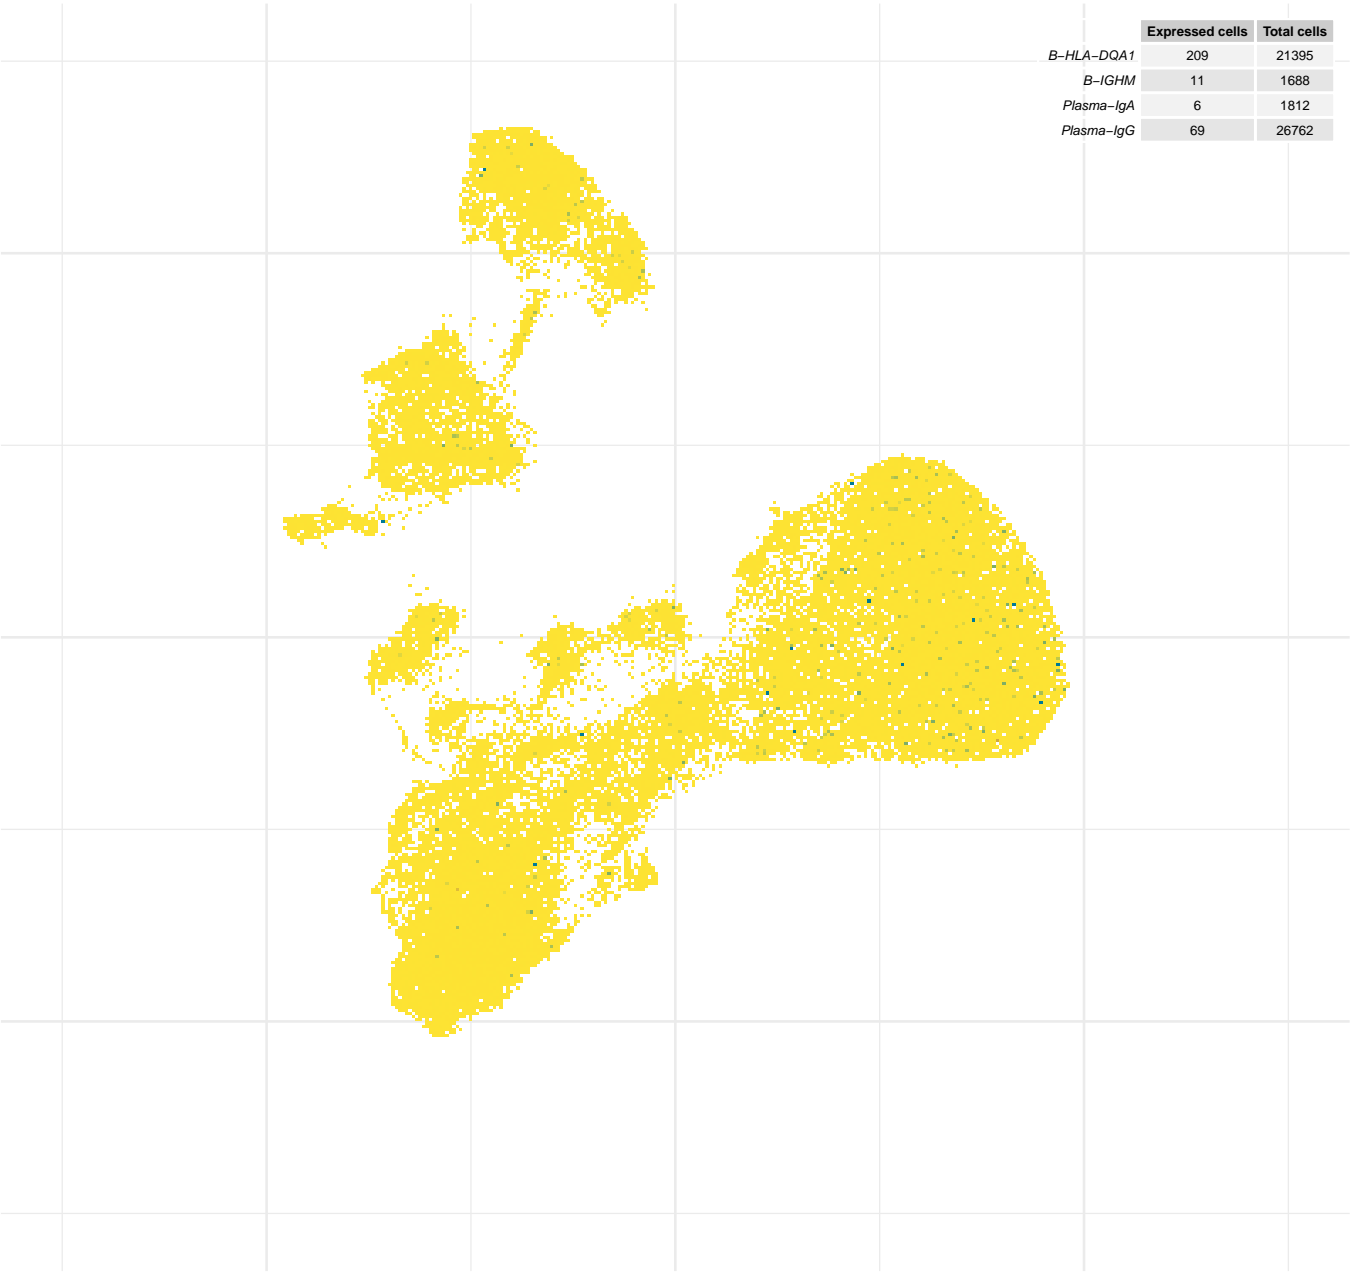 Expressed cells Total cells
B−HLA−DQA1 209 21395
B−IGHM 11 1688
Plasma−IgA 6 1812
Plasma−IgG 69 26762